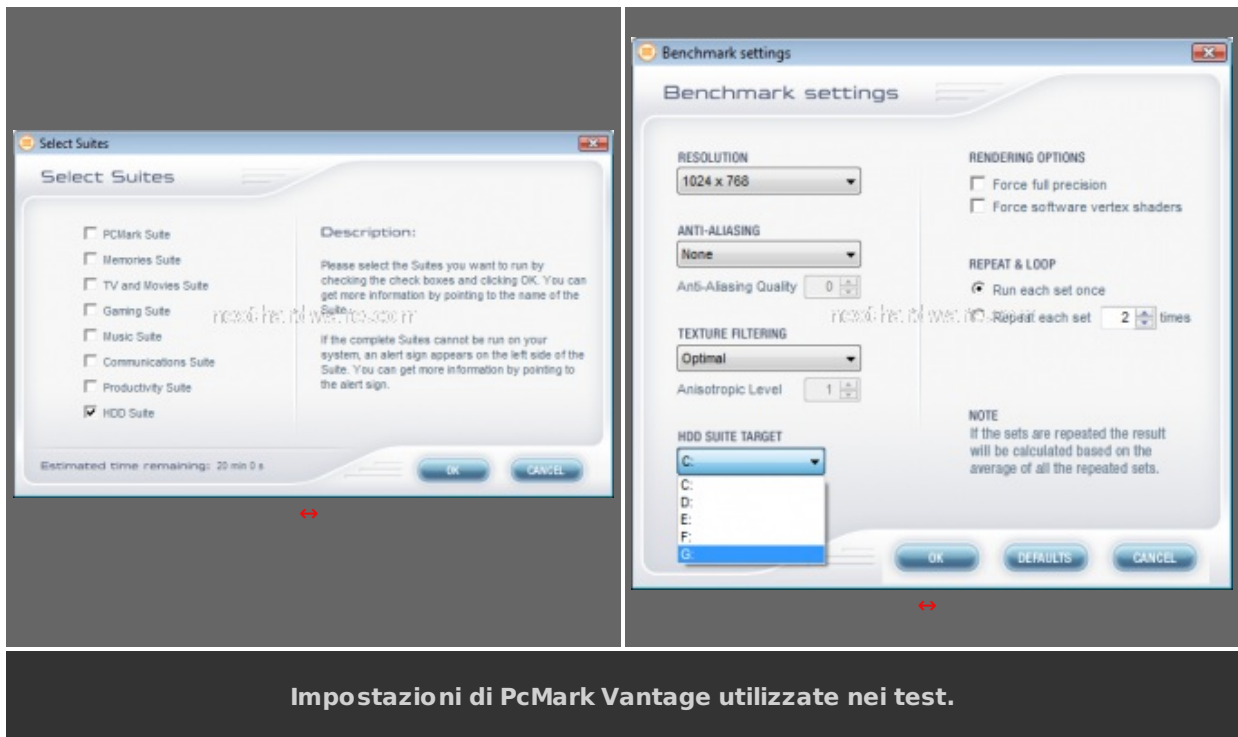 Select Suites
Select Suites
PCMark Suite
Memories Suite
TV and Movies Suite
Gaming Suite
Music Suite
Communications Suite
Productivity Suite
HDD Suite
Description:
Please select the Suites you want to run by
checking the check boxes and clicking OK. You can
get more information by pointing to the name of the
Suite.
If the complete Suites cannot be run on your
system, an alert sign appears on the left side of the
Suite. You can get more information by pointing to
the alert sign.
Estimated time remaining: 20 min 0 s
OK
CANCEL
Benchmark settings
Benchmark settings
RESOLUTION
1024 x 768
ANTI-ALIASING
None
Anti-Aliasing Quality 0
TEXTURE FILTERING
Optimal
Anisotropic Level 1
HDD SUITE TARGET
C:
C:
D:
E:
F:
G:
RENDERING OPTIONS
Force full precision
Force software vertex shaders
REPEAT & LOOP
Run each set once
Repeat each set 2 times
NOTE
If the sets are repeated the result
will be calculated based on the
average of all the repeated sets.
OK
DEFAULTS
CANCEL
Impostazioni di PcMark Vantage utilizzate nei test.